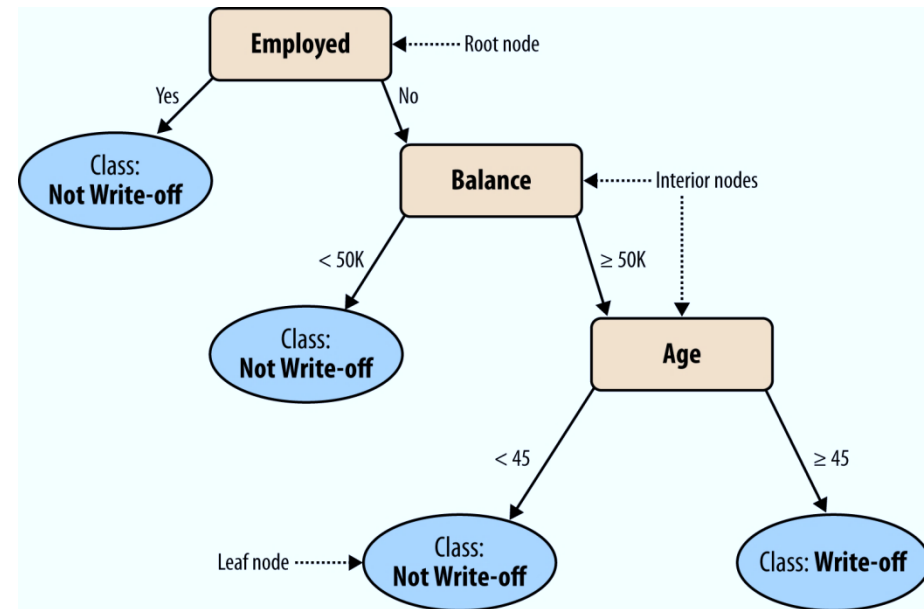 Employed
Root node
Yes
No
Class:
Not Write-off
Balance
Interior nodes
< 50K
≥ 50K
Class:
Not Write-off
Age
< 45
≥ 45
Leaf node
Class:
Not Write-off
Class: Write-off